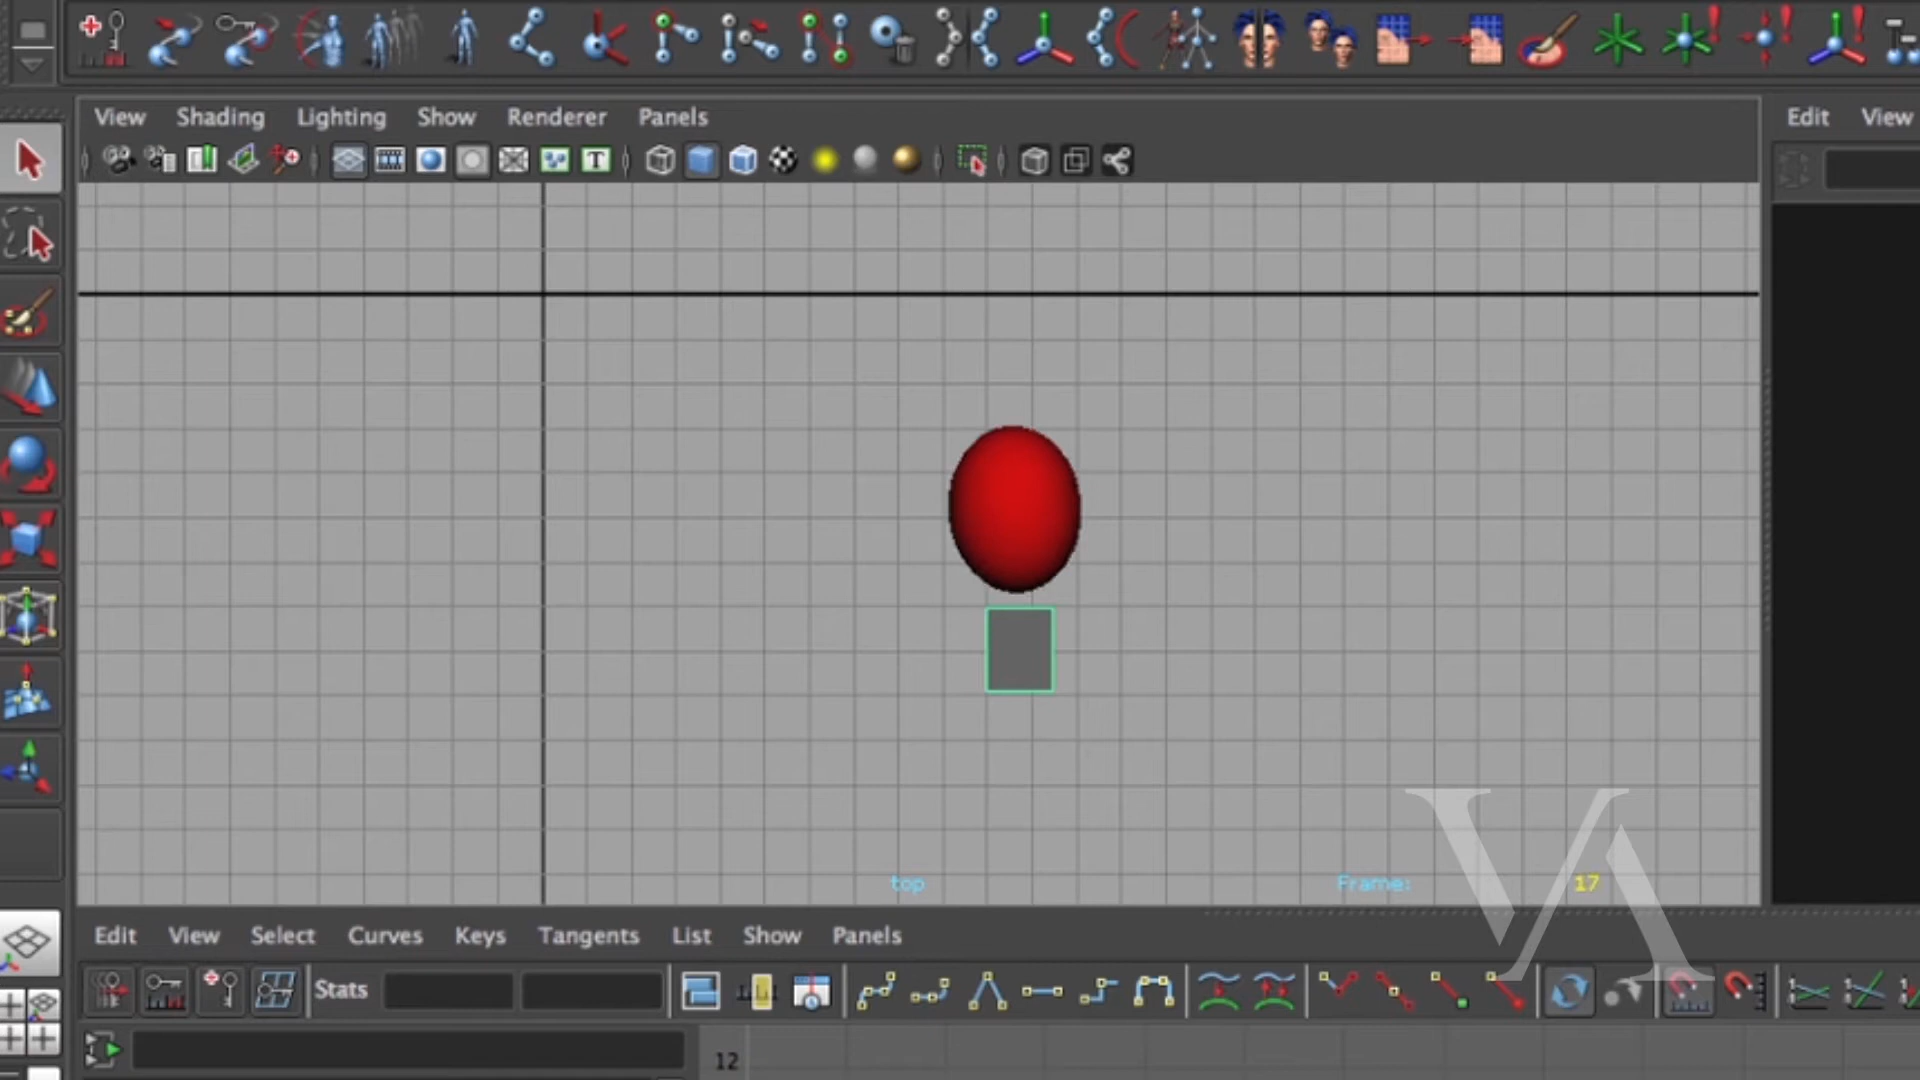 View Shading Lighting Show Renderer Panels
Edit View
T
top Frame: 17
VA
Edit View Select Curves Keys Tangents List Show Panels
Stats
12